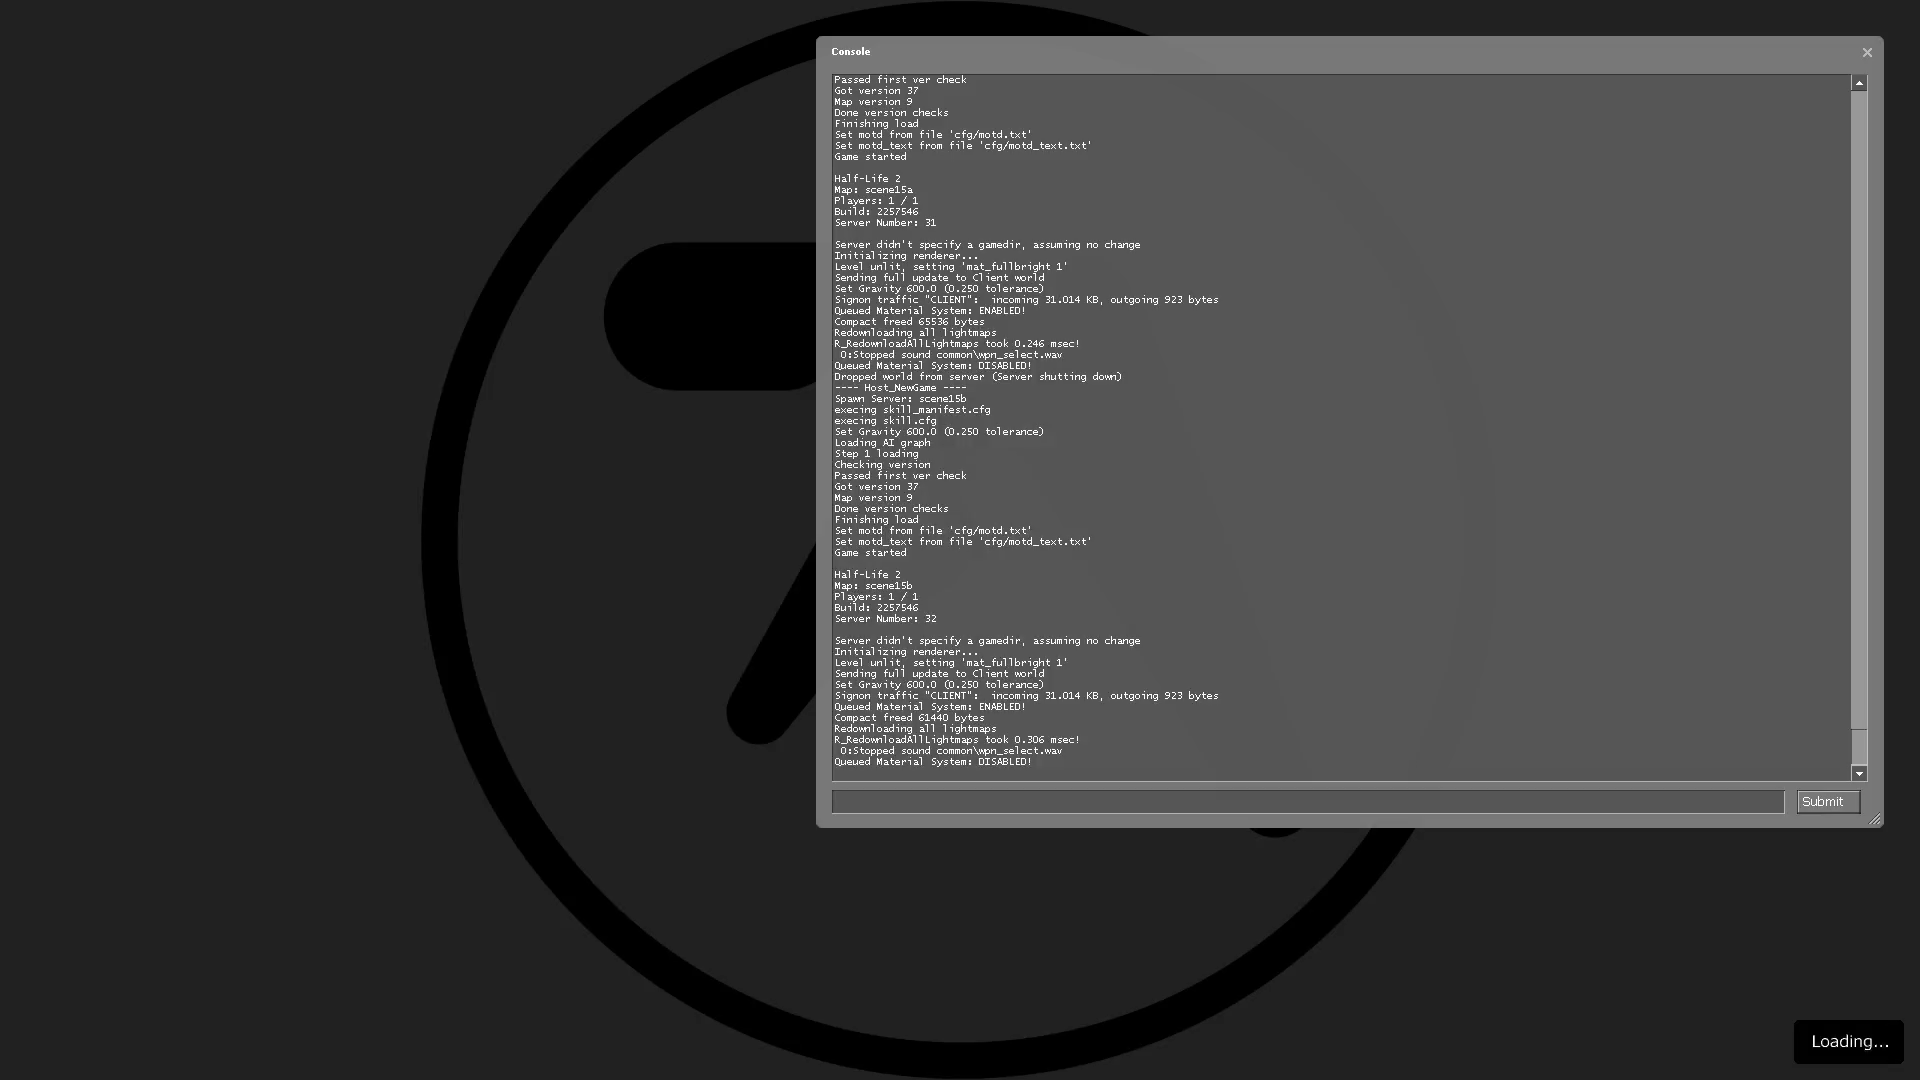 Console
Passed first ver check
Got version 37
Map version 9
Done version checks
Finishing load
Set motd from file 'cfg/motd.txt'
Set motd_text from file 'cfg/motd_text.txt'
Game started
Half-Life 2
Map: scene15a
Players: 1 / 1
Build: 2257546
Server Number: 31
Server didn't specify a gamedir, assuming no change
Initializing renderer...
Level unlit, setting 'mat_fullbright 1'
Sending full update to Client world
Set Gravity 600.0 (0.250 tolerance)
Signon traffic "CLIENT":  incoming 31.014 KB, outgoing 923 bytes
Queued Material System: ENABLED!
Compact freed 65536 bytes
Redownloading all lightmaps
R_RedownloadAllLightmaps took 0.246 msec!
 0:Stopped sound common\wpn_select.wav
Queued Material System: DISABLED!
Dropped world from server (Server shutting down)
---- Host_NewGame ----
Spawn Server: scene15b
execing skill_manifest.cfg
execing skill.cfg
Set Gravity 600.0 (0.250 tolerance)
Loading AI graph
Step 1 loading
Checking version
Passed first ver check
Got version 37
Map version 9
Done version checks
Finishing load
Set motd from file 'cfg/motd.txt'
Set motd_text from file 'cfg/motd_text.txt'
Game started
Half-Life 2
Map: scene15b
Players: 1 / 1
Build: 2257546
Server Number: 32
Server didn't specify a gamedir, assuming no change
Initializing renderer...
Level unlit, setting 'mat_fullbright 1'
Sending full update to Client world
Set Gravity 600.0 (0.250 tolerance)
Signon traffic "CLIENT":  incoming 31.014 KB, outgoing 923 bytes
Queued Material System: ENABLED!
Compact freed 61440 bytes
Redownloading all lightmaps
R_RedownloadAllLightmaps took 0.306 msec!
 0:Stopped sound common\wpn_select.wav
Queued Material System: DISABLED!
Submit
Loading...